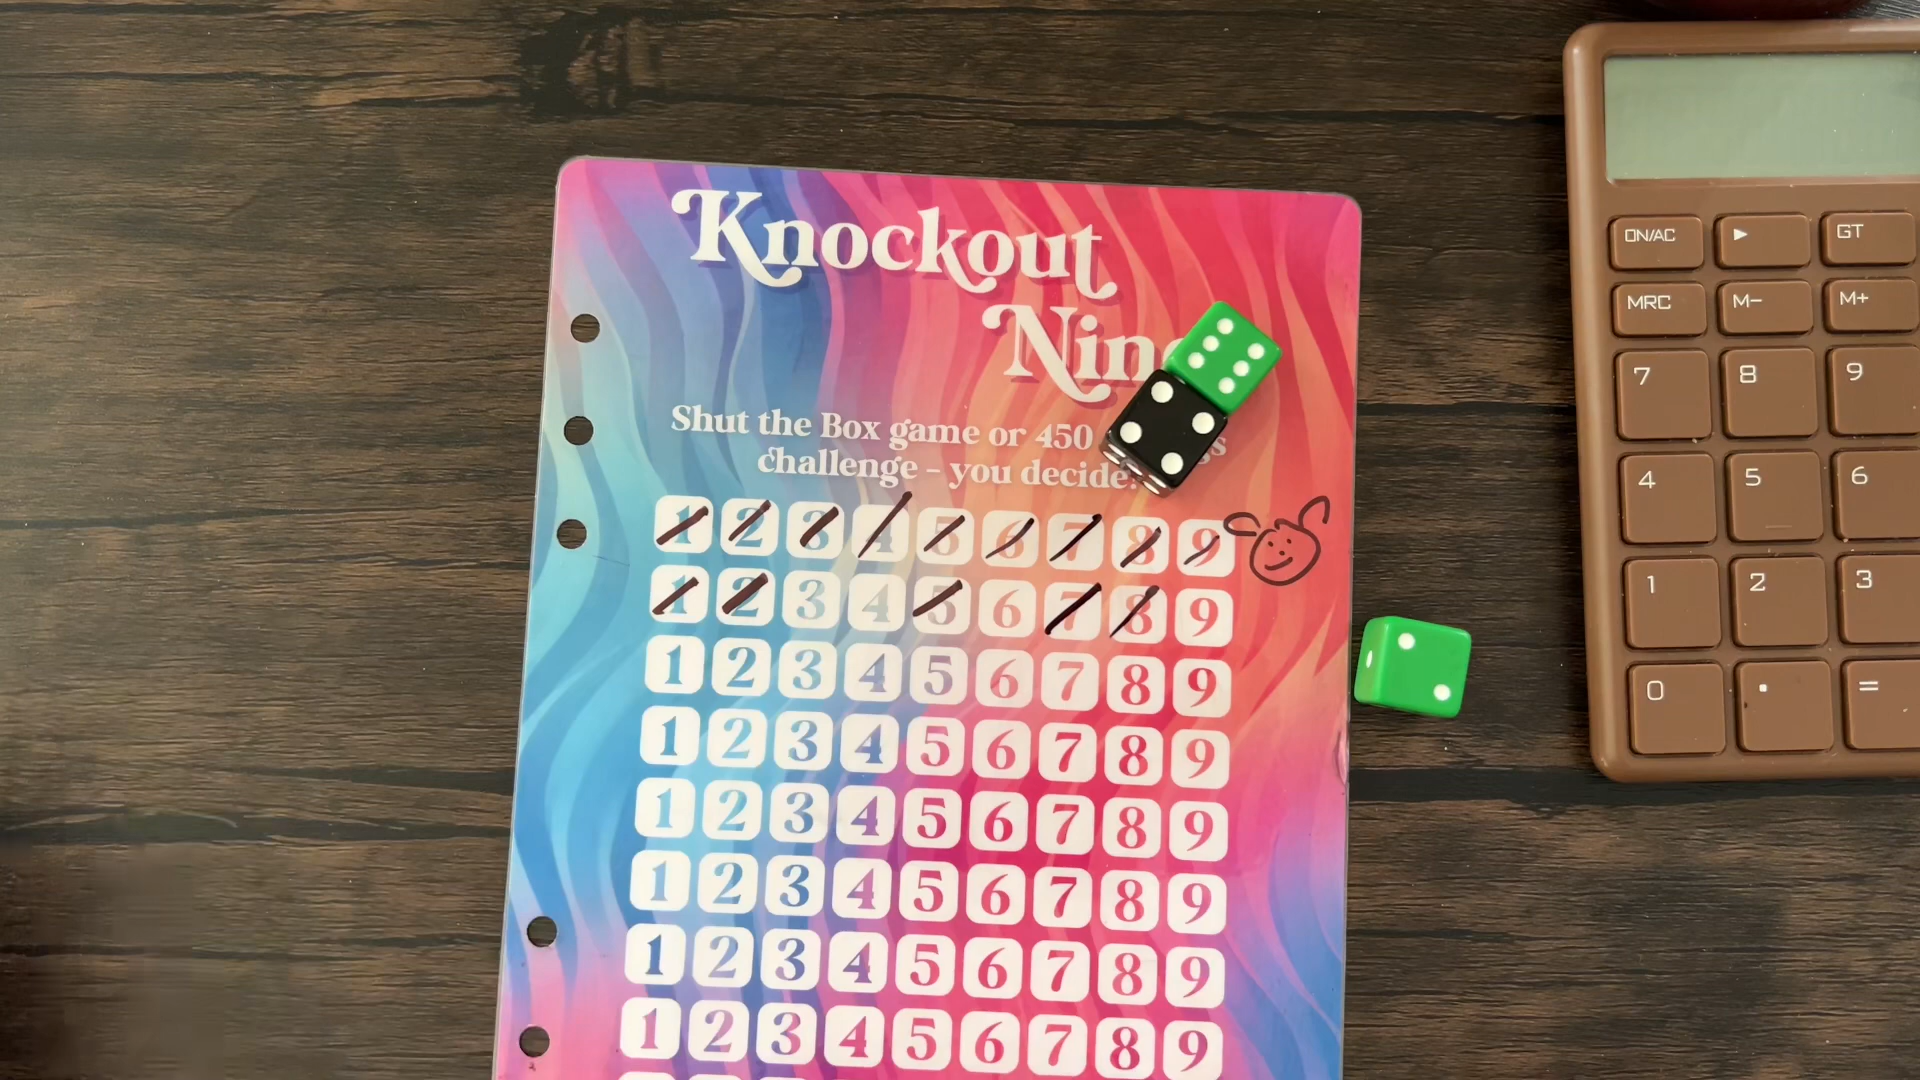 Knockout
Nine
Shut the Box game or 450
challenge - you decide!
1 2 3 4 5 6 7 8 9
1 2 3 4 5 6 7 8 9
1 2 3 4 5 6 7 8 9
1 2 3 4 5 6 7 8 9
1 2 3 4 5 6 7 8 9
1 2 3 4 5 6 7 8 9
1 2 3 4 5 6 7 8 9
1 2 3 4 5 6 7 8 9
ON/AC ▶ GT
MRC M− M+
7 8 9
4 5 6
1 2 3
0 . =